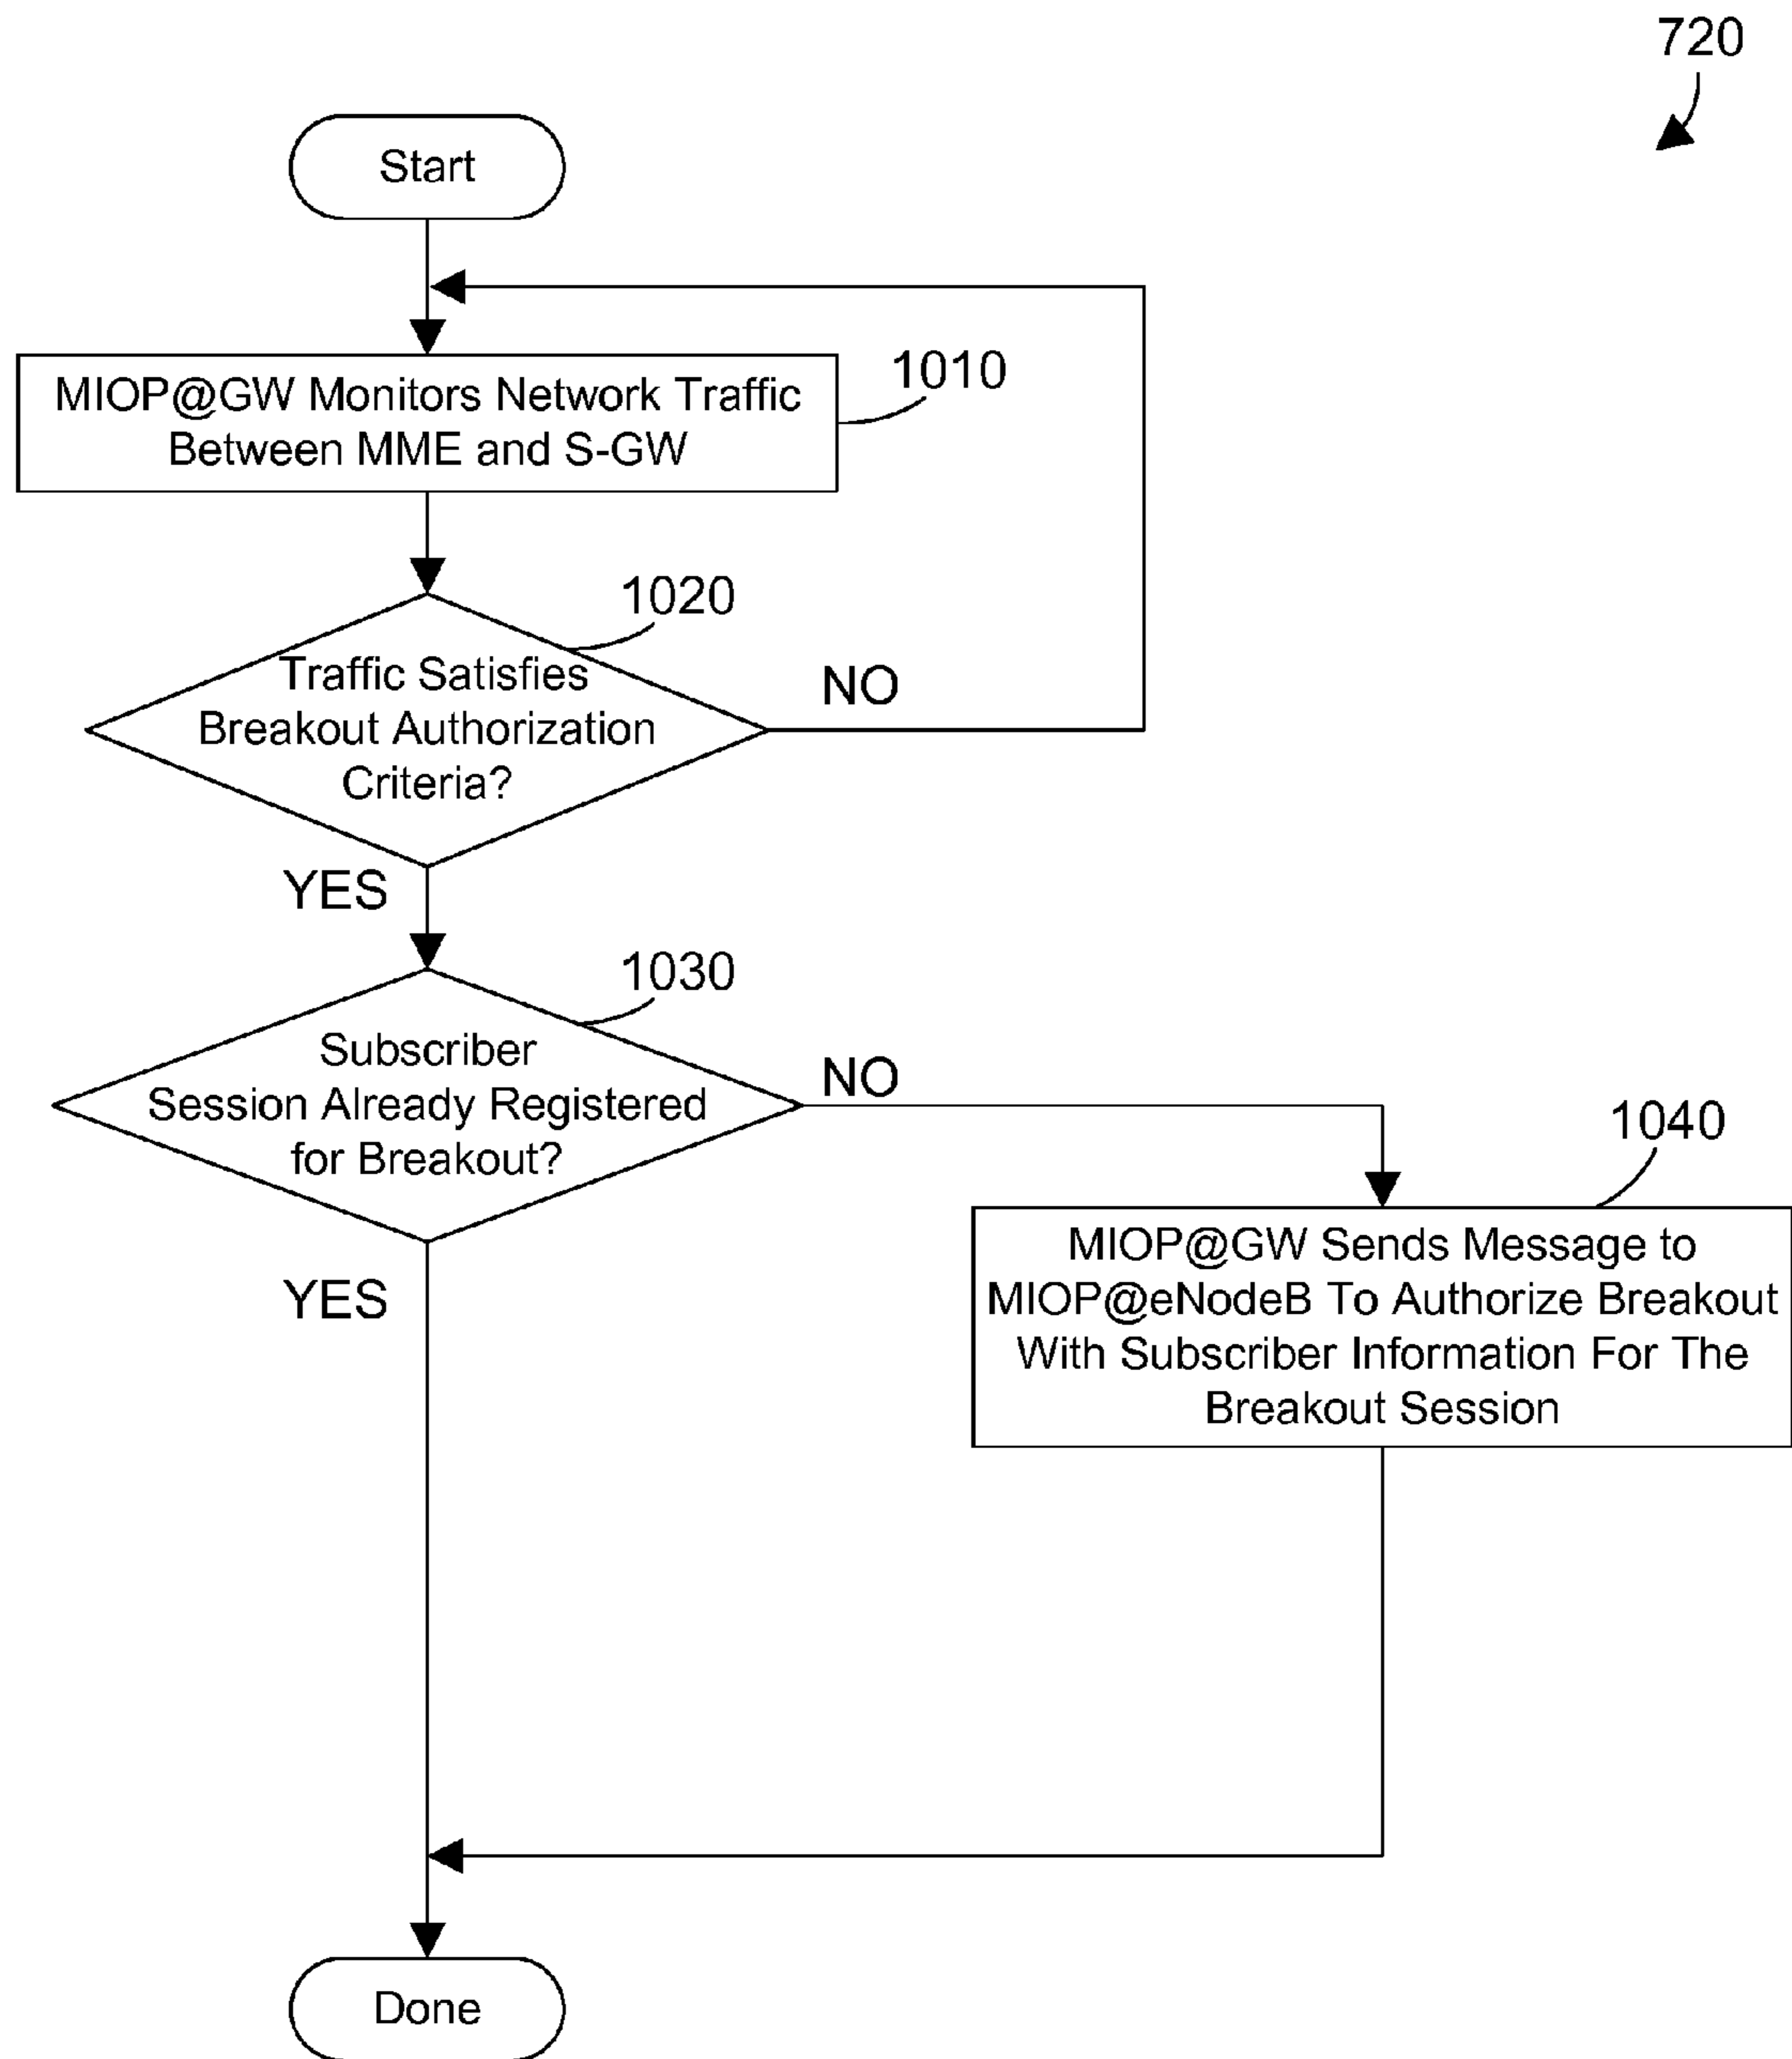 720
Start
MIOP@GW Monitors Network Traffic
Between MME and S-GW
1010
1020
Traffic Satisfies
Breakout Authorization
Criteria?
NO
YES
1030
Subscriber
Session Already Registered
for Breakout?
NO
YES
1040
MIOP@GW Sends Message to
MIOP@eNodeB To Authorize Breakout
With Subscriber Information For The
Breakout Session
Done